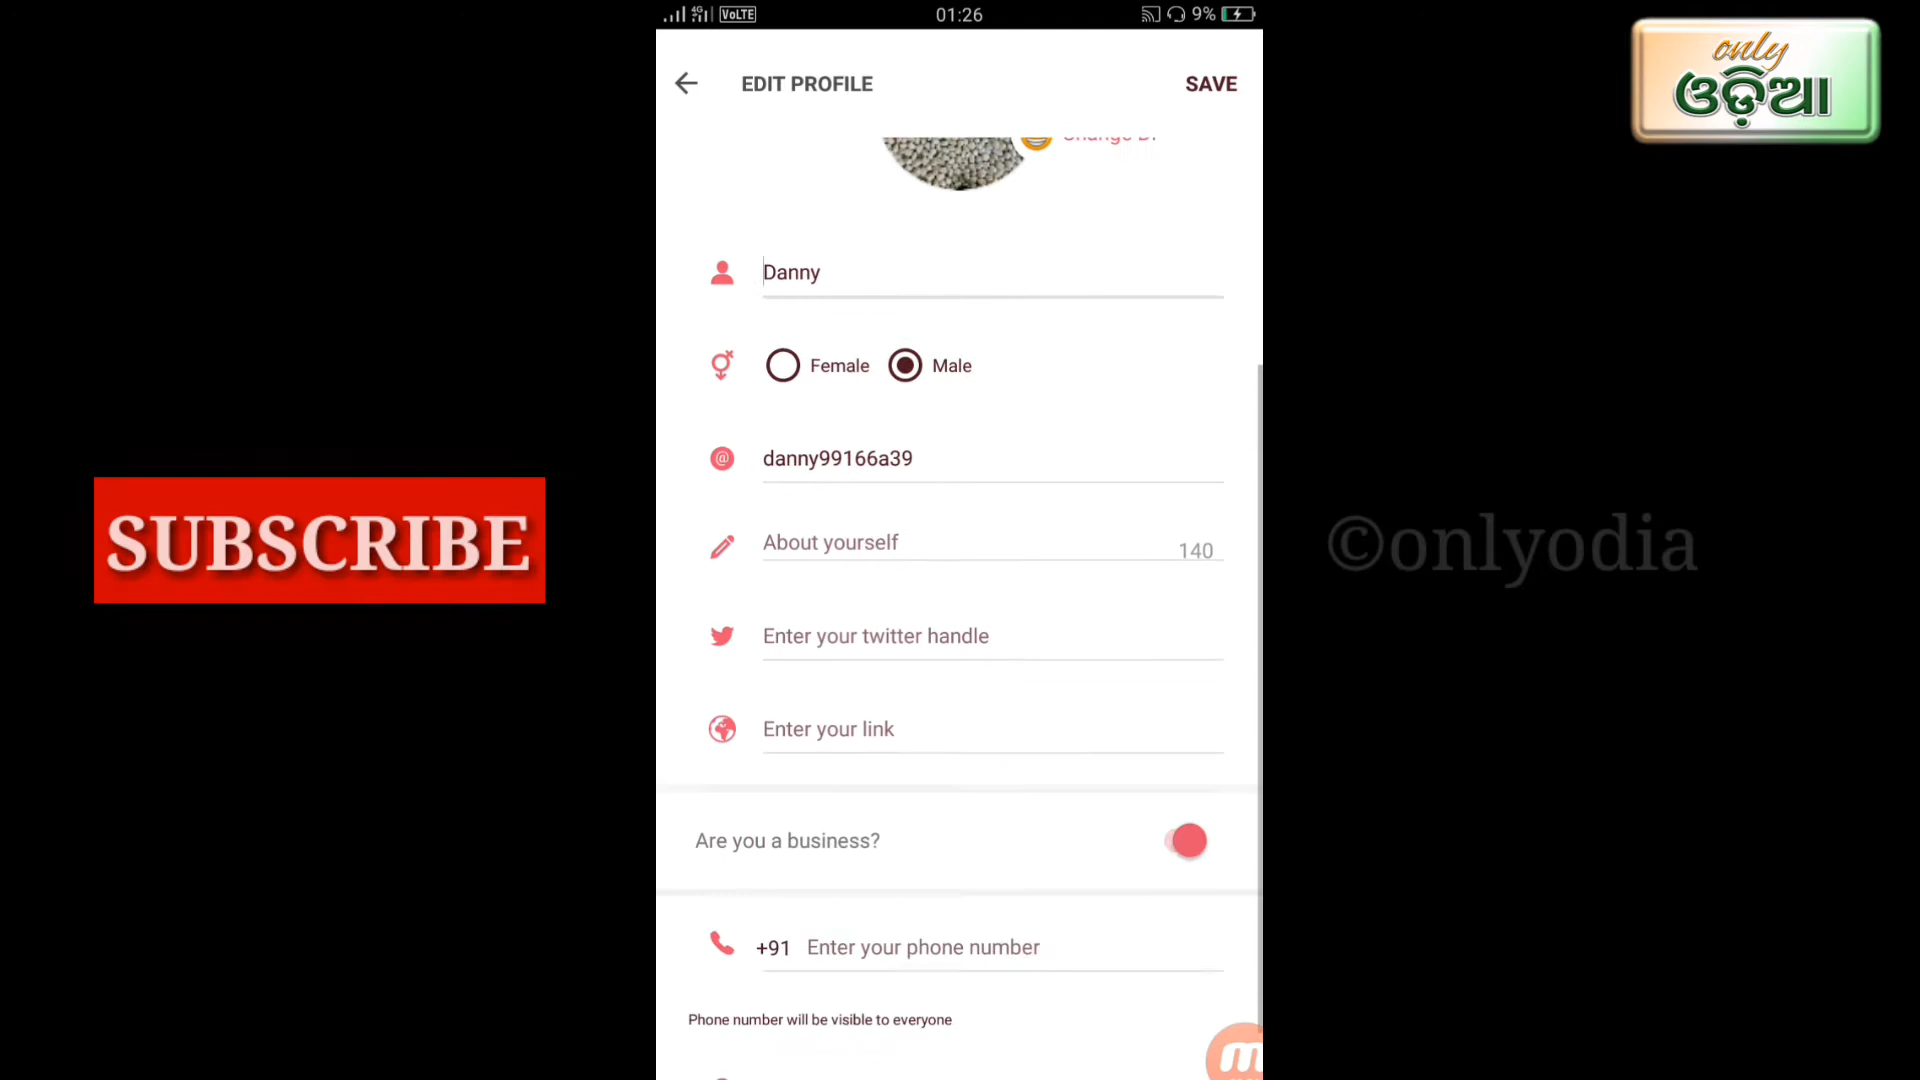 4G VoLTE 01:26 9%
EDIT PROFILE SAVE
only
ଓଡ଼ିଆ
Danny
Female Male
danny99166a39
About yourself 140
SUBSCRIBE
©onlyodia
Enter your twitter handle
Enter your link
Are you a business?
+91 Enter your phone number
Phone number will be visible to everyone